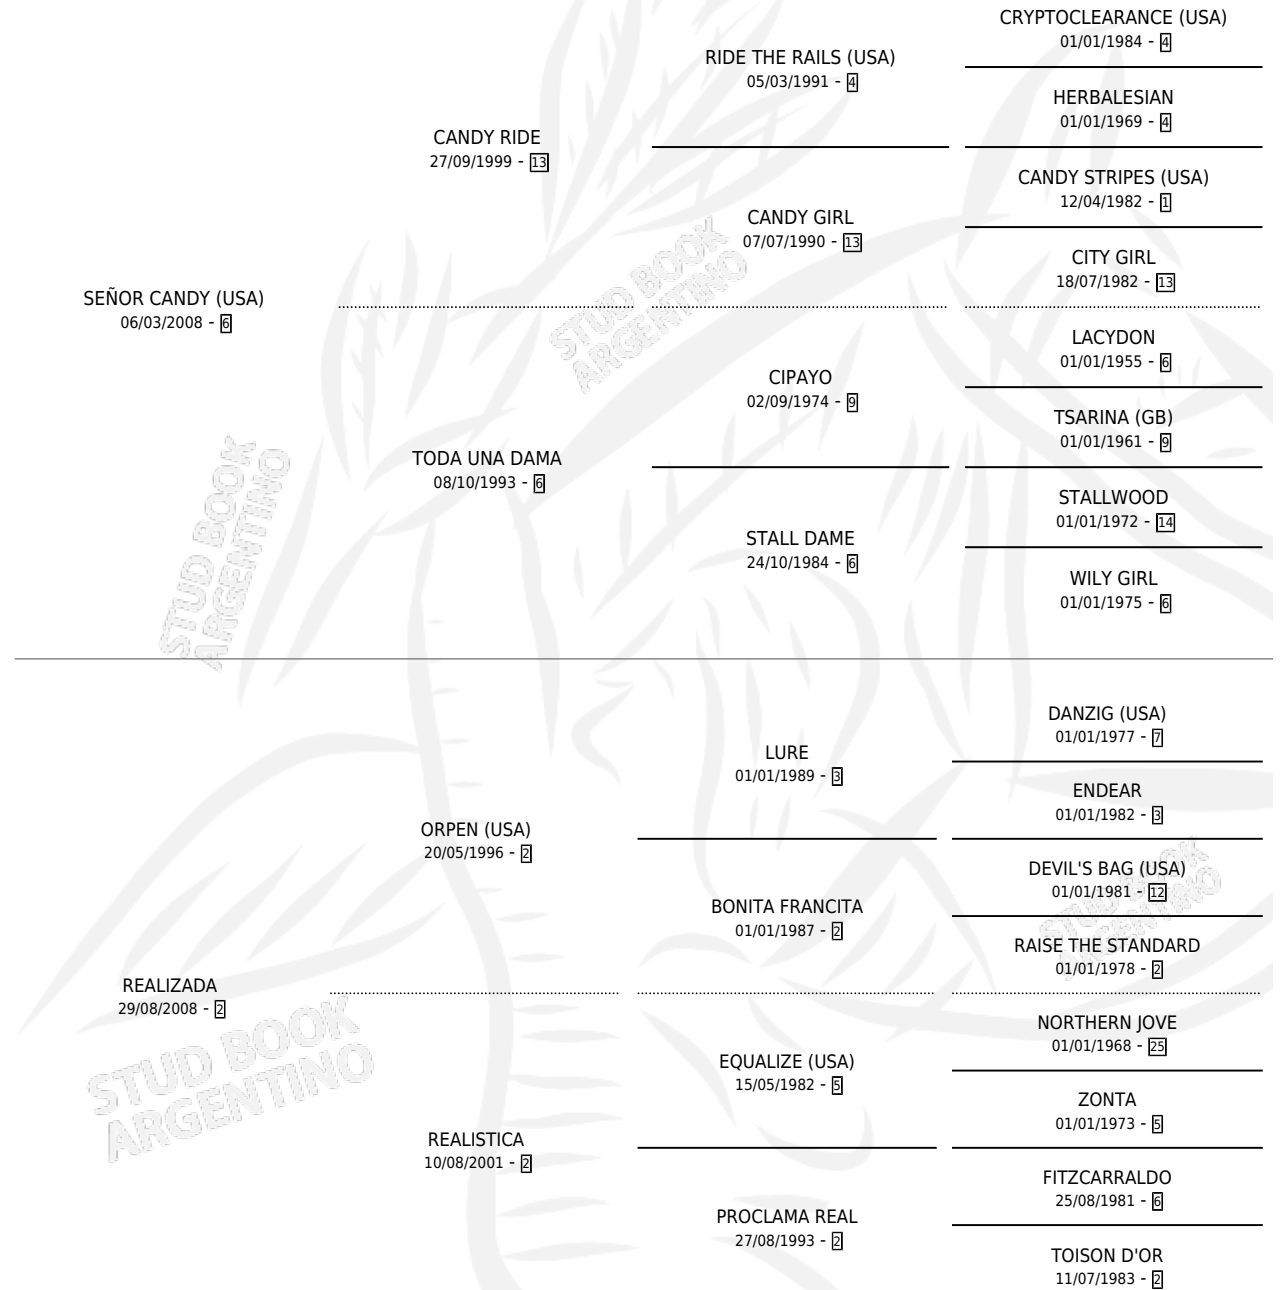 CRYPTOCLEARANCE (USA)
01/01/1984 - 4
RIDE THE RAILS (USA)
05/03/1991 - 4
HERBALESIAN
01/01/1969 - 4
CANDY RIDE
27/09/1999 - 13
CANDY STRIPES (USA)
12/04/1982 - 1
CANDY GIRL
07/07/1990 - 13
CITY GIRL
18/07/1982 - 13
SEÑOR CANDY (USA)
06/03/2008 - 6
LACYDON
01/01/1955 - 6
CIPAYO
02/09/1974 - 9
TSARINA (GB)
01/01/1961 - 9
TODA UNA DAMA
08/10/1993 - 6
STALLWOOD
01/01/1972 - 14
STALL DAME
24/10/1984 - 6
WILY GIRL
01/01/1975 - 6
DANZIG (USA)
01/01/1977 - 7
LURE
01/01/1989 - 3
ENDEAR
01/01/1982 - 3
ORPEN (USA)
20/05/1996 - 2
DEVIL'S BAG (USA)
01/01/1981 - 12
BONITA FRANCITA
01/01/1987 - 2
RAISE THE STANDARD
01/01/1978 - 2
REALIZADA
29/08/2008 - 2
NORTHERN JOVE
01/01/1968 - 25
EQUALIZE (USA)
15/05/1982 - 5
ZONTA
01/01/1973 - 5
REALISTICA
10/08/2001 - 2
FITZCARRALDO
25/08/1981 - 6
PROCLAMA REAL
27/08/1993 - 2
TOISON D'OR
11/07/1983 - 2
STUD BOOK
ARGENTINO
STUD BOOK
ARGENTINO
STUD BOOK
ARGENTINO
STUD BOOK
ARGENTINO